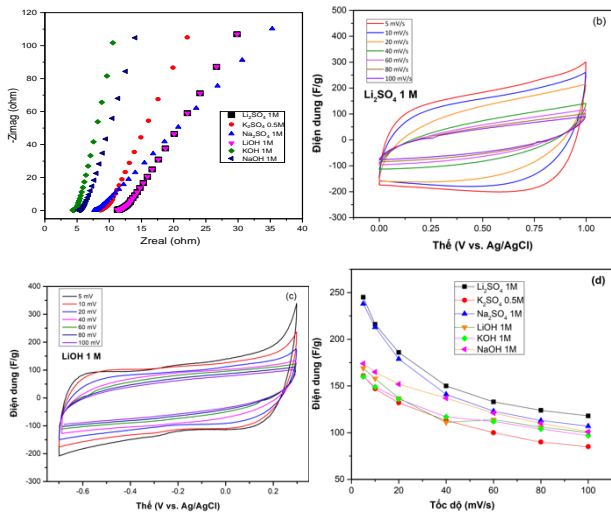 120
100
80
60
40
20
0
-Zimag (ohm)
0 5 10 15 20 25 30 35 40
Zreal (ohm)
Li₂SO₄ 1M
K₂SO₄ 0.5M
Na₂SO₄ 1M
LiOH 1M
KOH 1M
NaOH 1M
(b)
5 mV/s
10 mV/s
20 mV/s
40 mV/s
60 mV/s
80 mV/s
100 mV/s
Li₂SO₄ 1 M
500
400
300
200
100
0
-100
-200
-300
Điện dung (F/g)
0.00 0.25 0.50 0.75 1.00
Thế (V vs. Ag/AgCl)
(c)
5 mV
10 mV
20 mV
40 mV
60 mV
80 mV
100 mV
LiOH 1 M
400
300
200
100
0
-100
-200
-300
Điện dung (F/g)
-0.6 -0.4 -0.2 0.0 0.2
Thế (V vs. Ag/AgCl)
(d)
Li₂SO₄ 1M
K₂SO₄ 0.5M
Na₂SO₄ 1M
LiOH 1M
KOH 1M
NaOH 1M
250
200
150
100
50
Điện dung (F/g)
0 20 40 60 80 100
Tốc độ (mV/s)